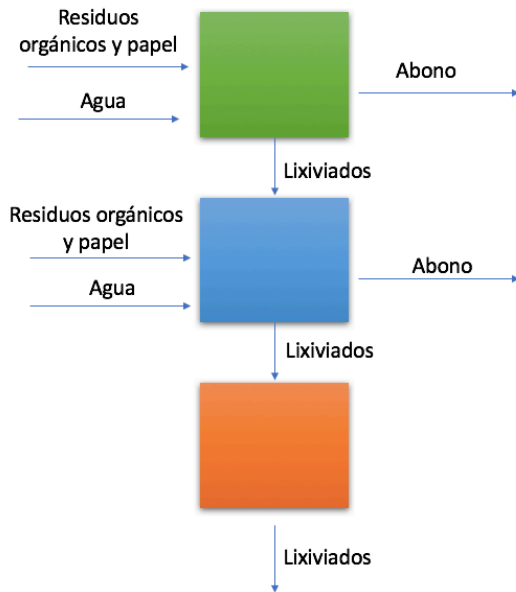 Residuos
orgánicos y papel
Abono
Agua
Lixiviados
Residuos orgánicos
y papel
Abono
Agua
Lixiviados
Lixiviados